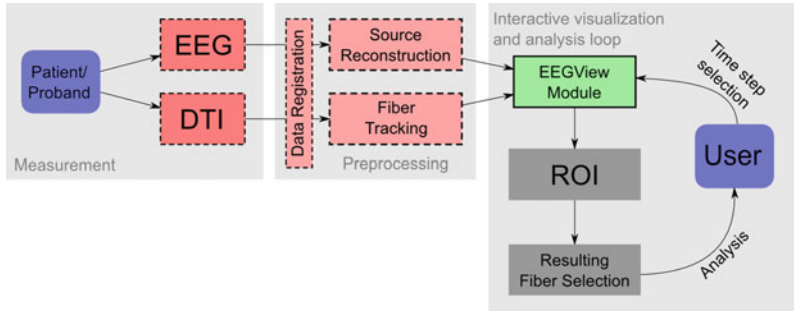 Patient/
Proband
EEG
DTI
Measurement
Data Registration
Source
Reconstruction
Fiber
Tracking
Preprocessing
Interactive visualization
and analysis loop
EEGView
Module
ROI
Resulting
Fiber Selection
Time step
selection
User
Analysis